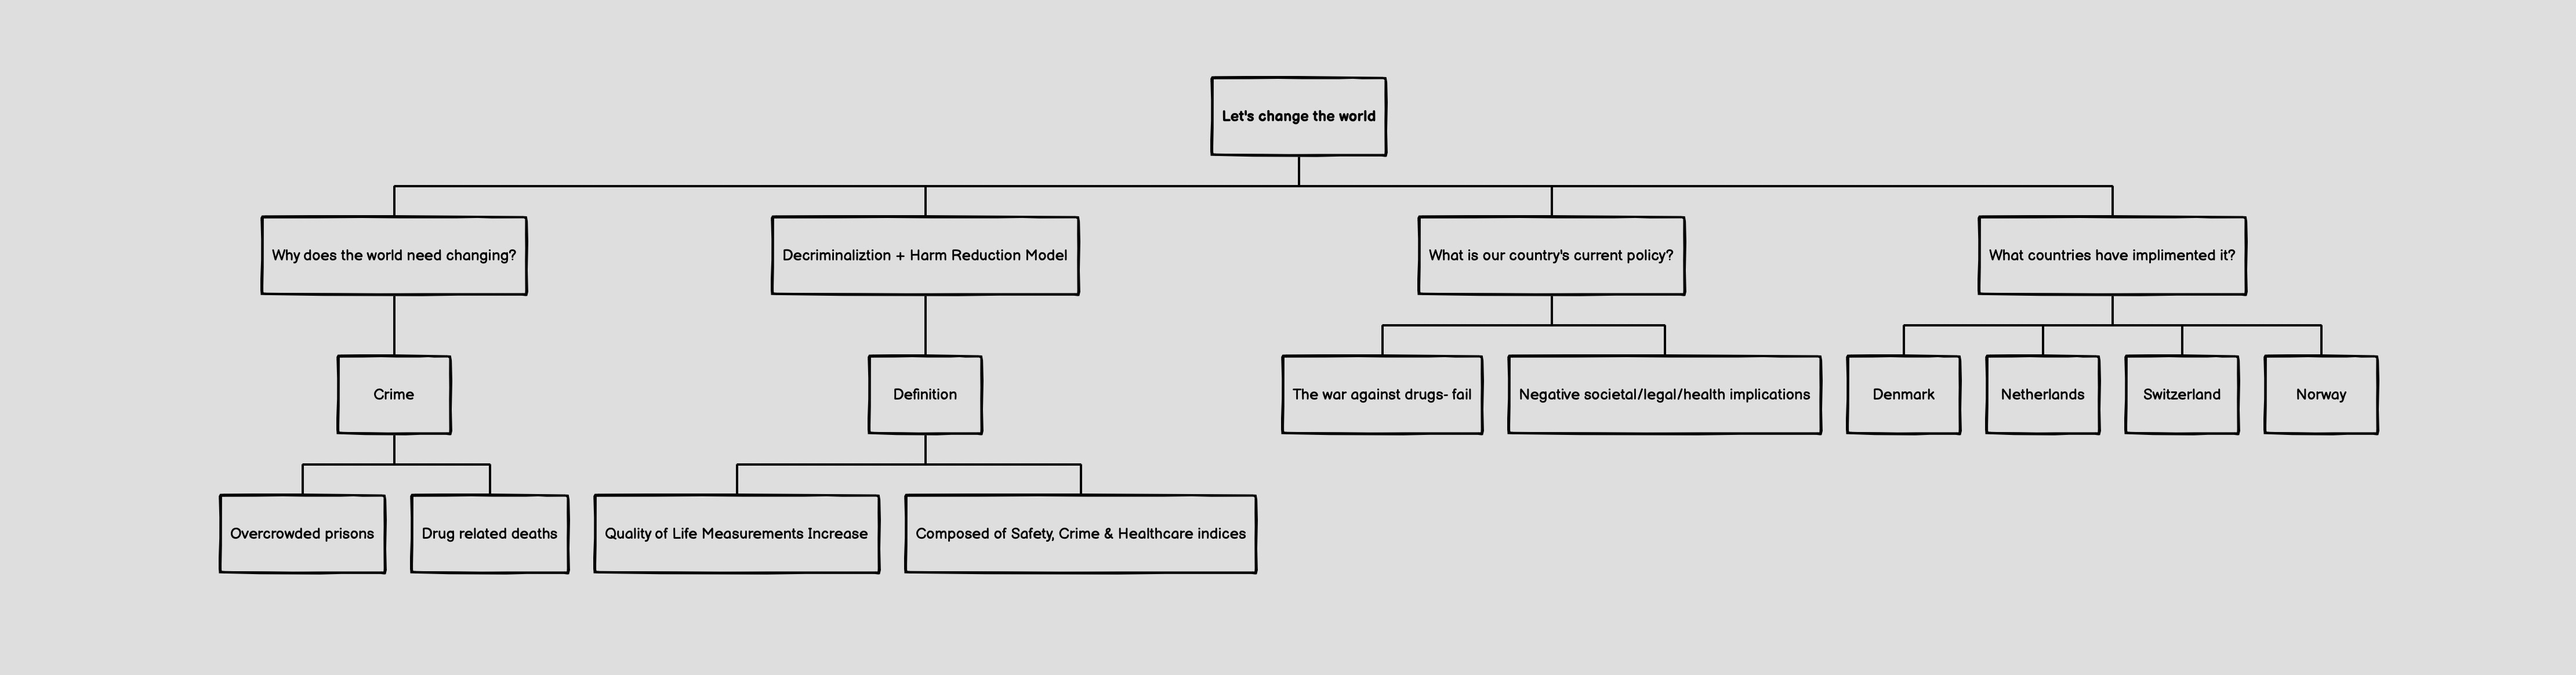 Let's change the world
Why does the world need changing?
Decriminaliztion + Harm Reduction Model
What is our country's current policy?
What countries have implimented it?
Crime
Definition
The war against drugs- fail
Negative societal/legal/health implications
Denmark
Netherlands
Switzerland
Norway
Overcrowded prisons
Drug related deaths
Quality of Life Measurements Increase
Composed of Safety, Crime & Healthcare indices